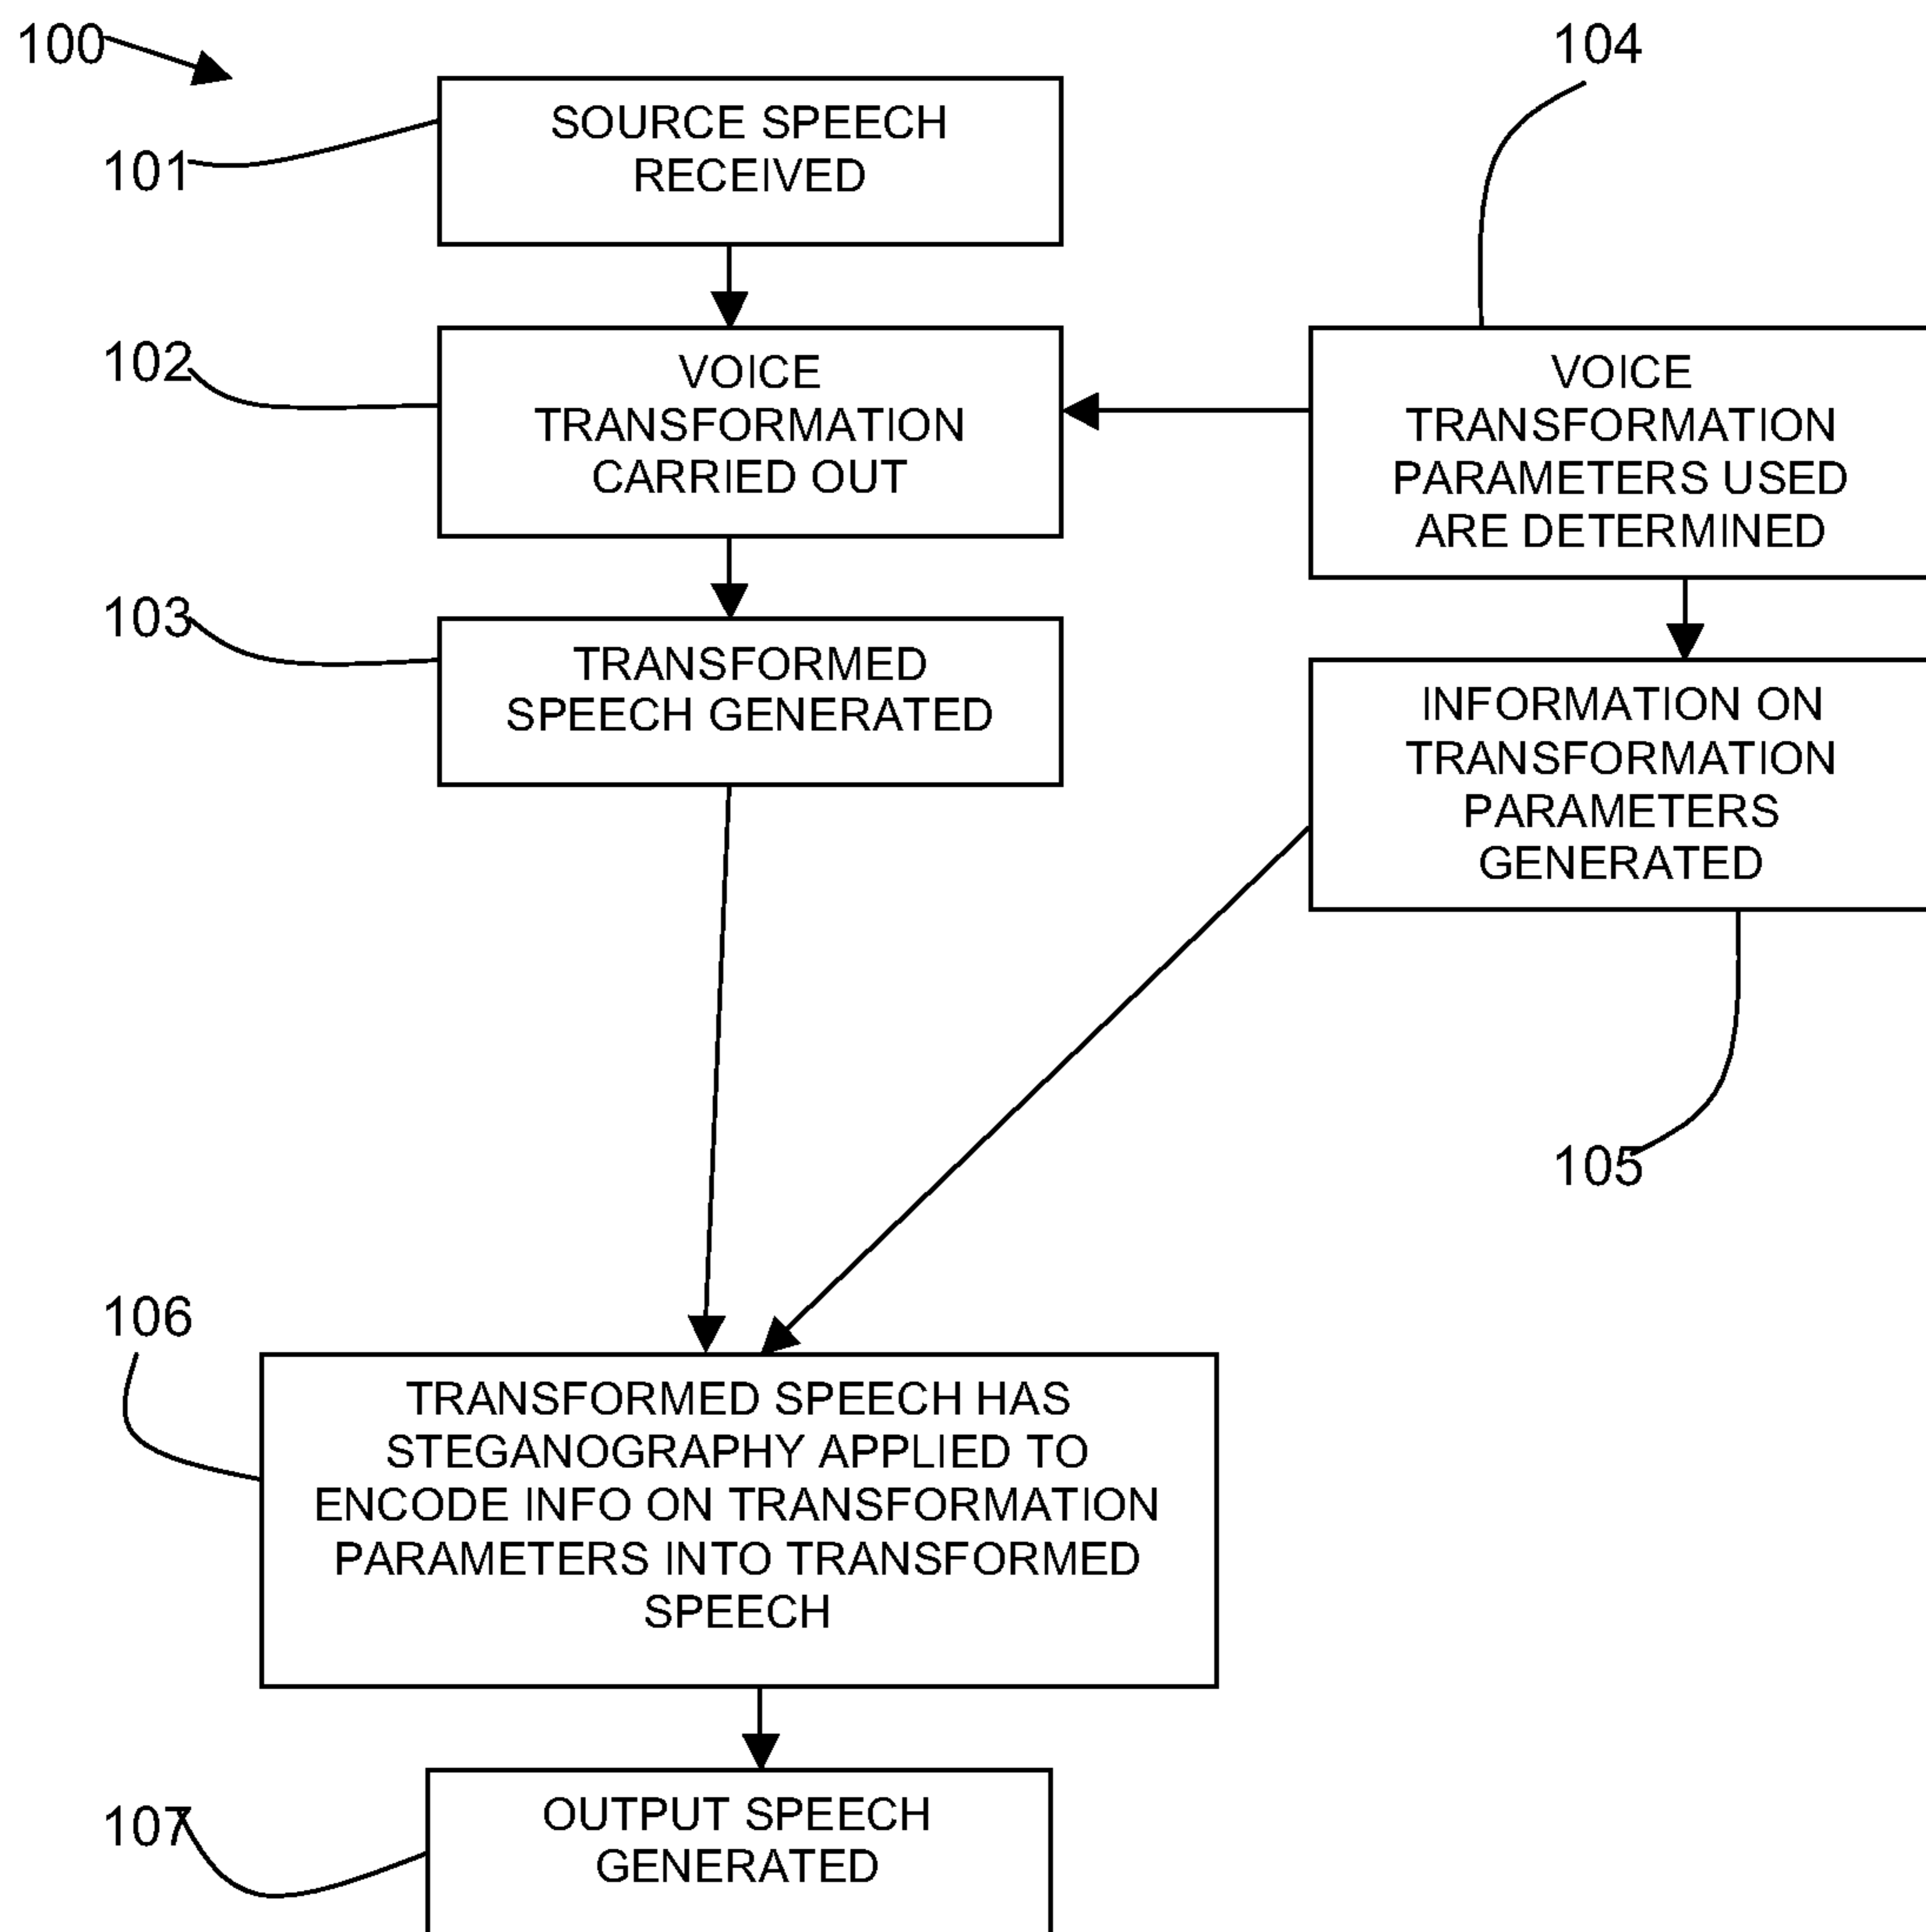 100
104
SOURCE SPEECH
RECEIVED
101
102
VOICE
TRANSFORMATION
CARRIED OUT
VOICE
TRANSFORMATION
PARAMETERS USED
ARE DETERMINED
103
TRANSFORMED
SPEECH GENERATED
INFORMATION ON
TRANSFORMATION
PARAMETERS
GENERATED
105
106
TRANSFORMED SPEECH HAS
STEGANOGRAPHY APPLIED TO
ENCODE INFO ON TRANSFORMATION
PARAMETERS INTO TRANSFORMED
SPEECH
107
OUTPUT SPEECH
GENERATED